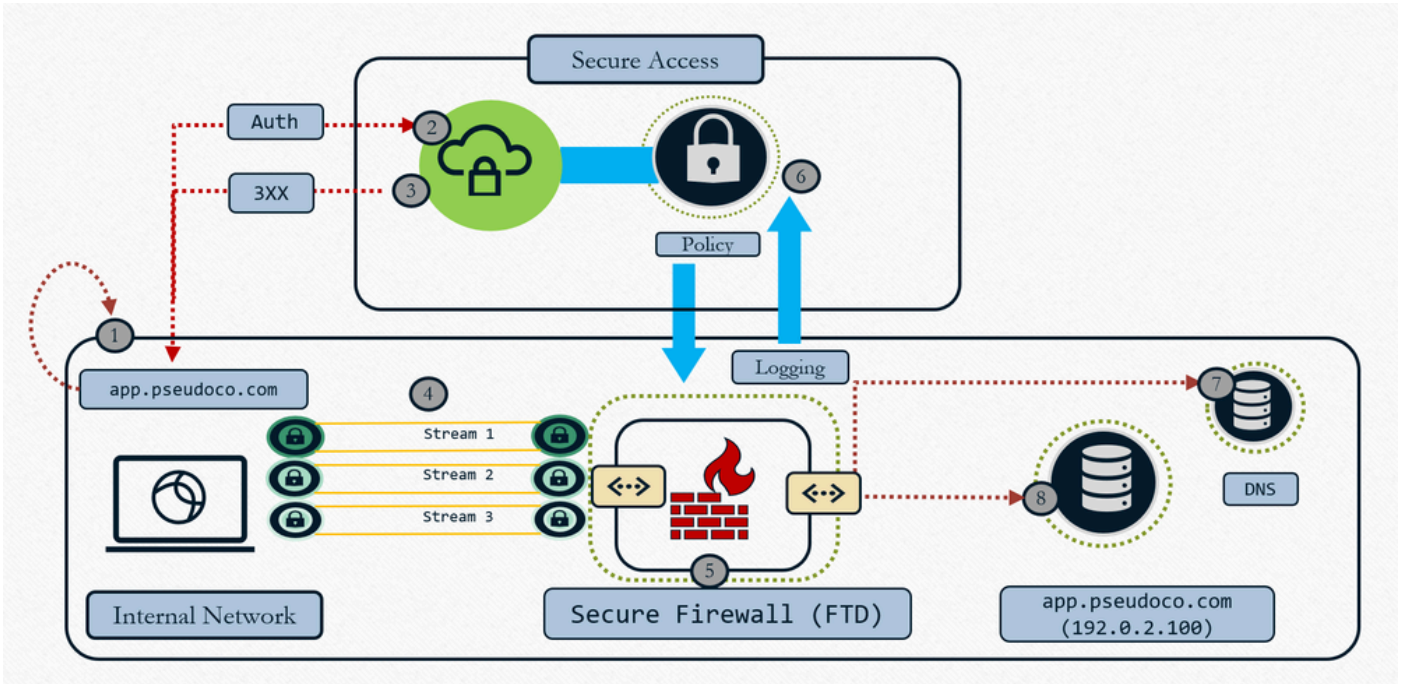 Secure Access
Auth
2
3XX
3
6
Policy
1
app.pseudoco.com
4
Logging
7
Stream 1
Stream 2
Stream 3
DNS
8
5
Internal Network
Secure Firewall (FTD)
app.pseudoco.com
(192.0.2.100)